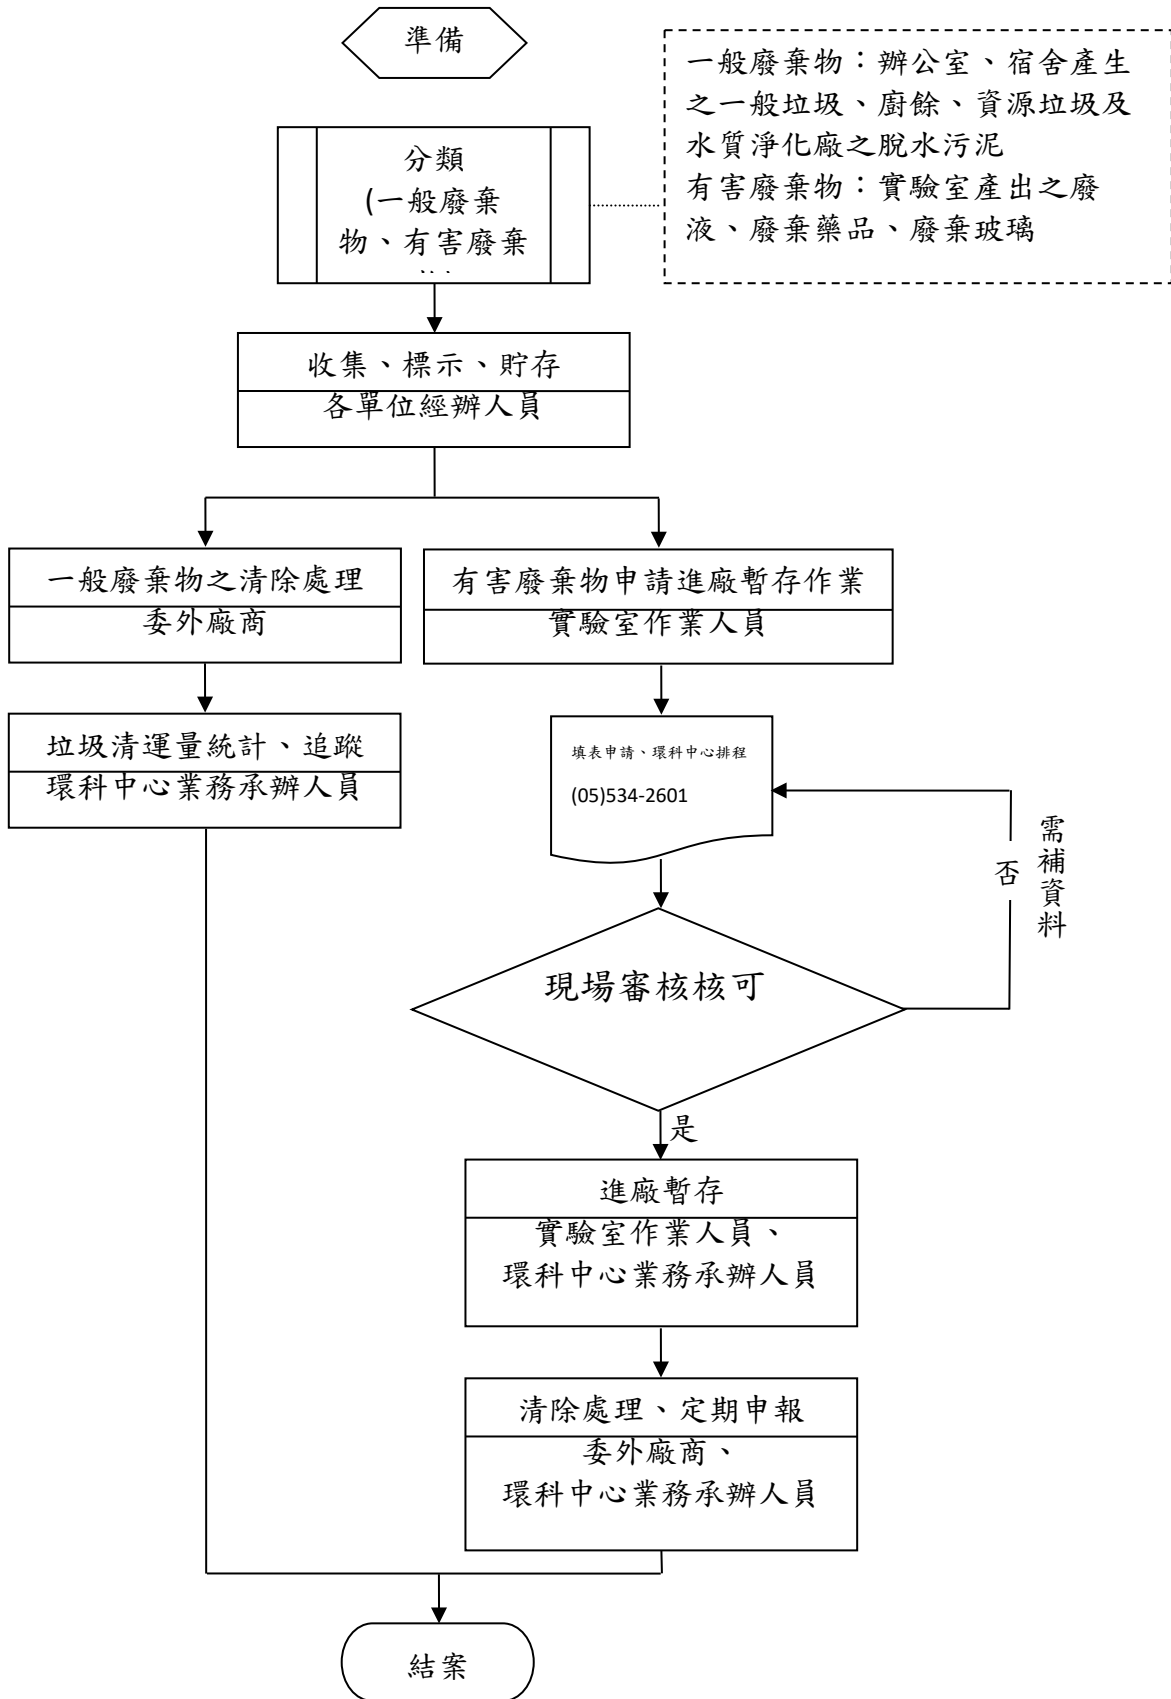 準備
一般廢棄物：辦公室、宿舍產生
之一般垃圾、廚餘、資源垃圾及
水質淨化廠之脫水污泥
有害廢棄物：實驗室產出之廢
液、廢棄藥品、廢棄玻璃
分類
(一般廢棄
物、有害廢棄
收集、標示、貯存
各單位經辦人員
一般廢棄物之清除處理
委外廠商
有害廢棄物申請進廠暫存作業
實驗室作業人員
垃圾清運量統計、追蹤
環科中心業務承辦人員
填表申請、環科中心排程
(05)534-2601
需補資料
否
現場審核核可
是
進廠暫存
實驗室作業人員、
環科中心業務承辦人員
清除處理、定期申報
委外廠商、
環科中心業務承辦人員
結案